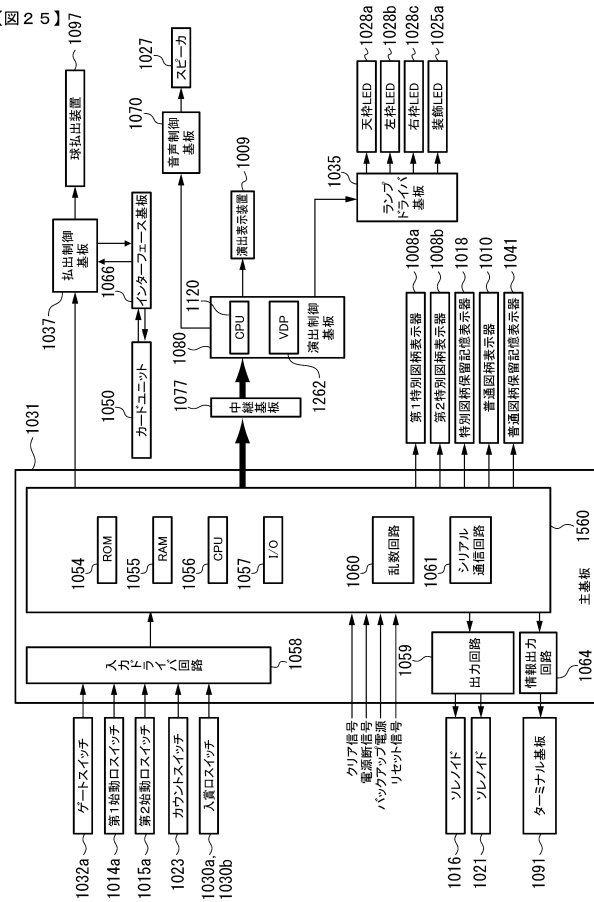 【図25】
1097
球払出装置
払出制御
基板
1037
インターフェース基板
1066
カードユニット
1050
1027
スピーカ
1070
音声制御
基板
1009
演出表示装置
1120
CPU
VDP
演出制御
基板
1080
1262
1077
中継
基板
1028a
1028b
1028c
1025a
天枠LED
左枠LED
右枠LED
装飾LED
1035
ランプ
ドライバ
基板
1008a
1008b
1018
1010
1041
第1特別図柄表示器
第2特別図柄表示器
特別図柄保留記憶表示器
普通図柄表示器
普通図柄保留記憶表示器
1031
1054
ROM
1055
RAM
1056
CPU
1057
I/O
1060
乱数回路
1061
シリアル
通信回路
1560
主基板
入力ドライバ回路
1058
1059
出力回路
情報出力
回路
1064
クリア信号
電源断信号
バックアップ電源
リセット信号
ゲートスイッチ
第1始動口スイッチ
第2始動口スイッチ
カウントスイッチ
入賞口スイッチ
1032a
1014a
1015a
1023
1030a,
1030b
ソレノイド
ソレノイド
ターミナル基板
1016
1021
1091